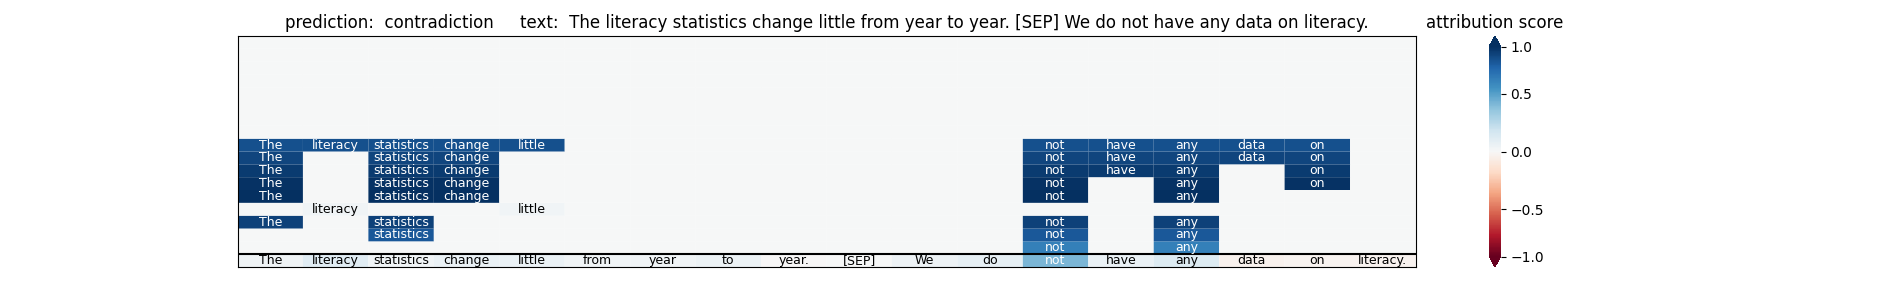 prediction:  contradiction     text:  The literacy statistics change little from year to year. [SEP] We do not have any data on literacy.
attribution score
The literacy statistics change little not have any data on
The statistics change not have any data on
The statistics change not have any on
The statistics change not any on
The statistics change not any
literacy little
The statistics not any
statistics not any
not any
The literacy statistics change little from year to year. [SEP] We do not have any data on literacy.
1.0
0.5
0.0
−0.5
−1.0